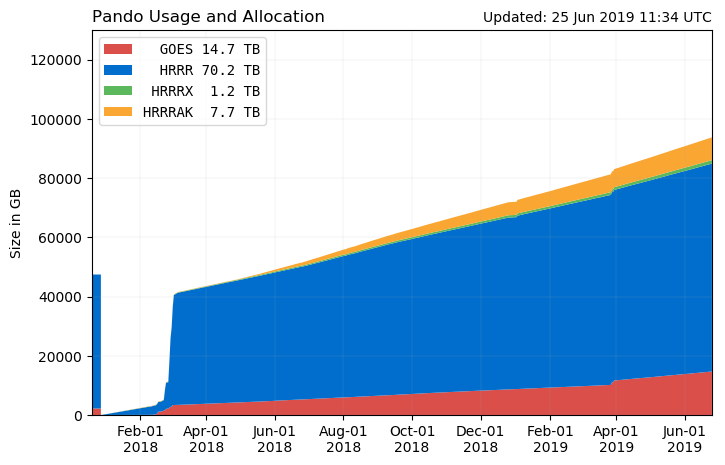 Pando Usage and Allocation
Updated: 25 Jun 2019 11:34 UTC
GOES 14.7 TB
HRRR 70.2 TB
HRRRX 1.2 TB
HRRRAK 7.7 TB
Size in GB
120000
100000
80000
60000
40000
20000
0
Feb-01 2018
Apr-01 2018
Jun-01 2018
Aug-01 2018
Oct-01 2018
Dec-01 2018
Feb-01 2019
Apr-01 2019
Jun-01 2019